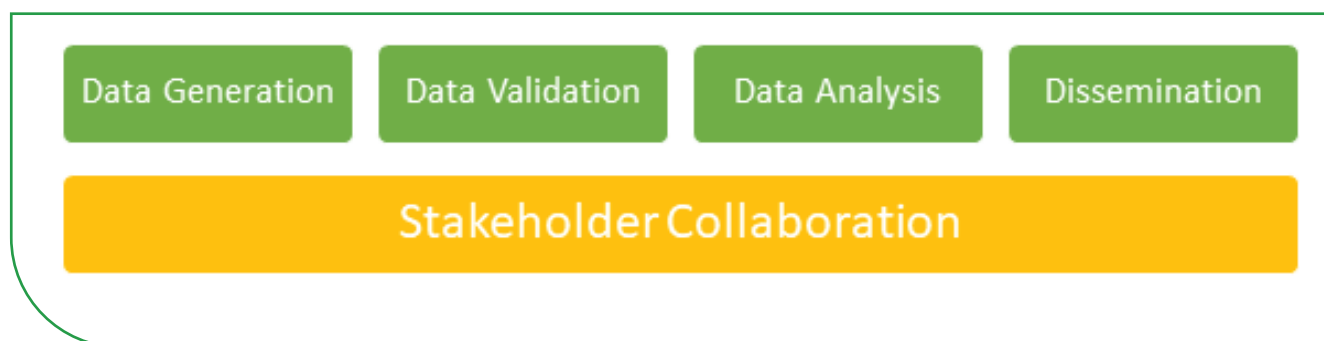 Data Generation
Data Validation
Data Analysis
Dissemination
Stakeholder Collaboration